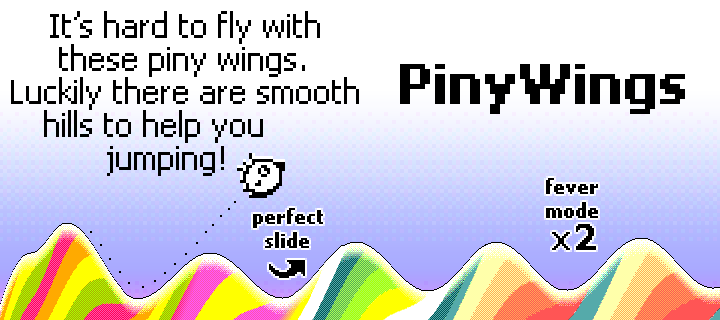 It's hard to fly with
these piny wings.
Luckily there are smooth
hills to help you
jumping!
PinyWings
perfect
slide
fever
mode
x2